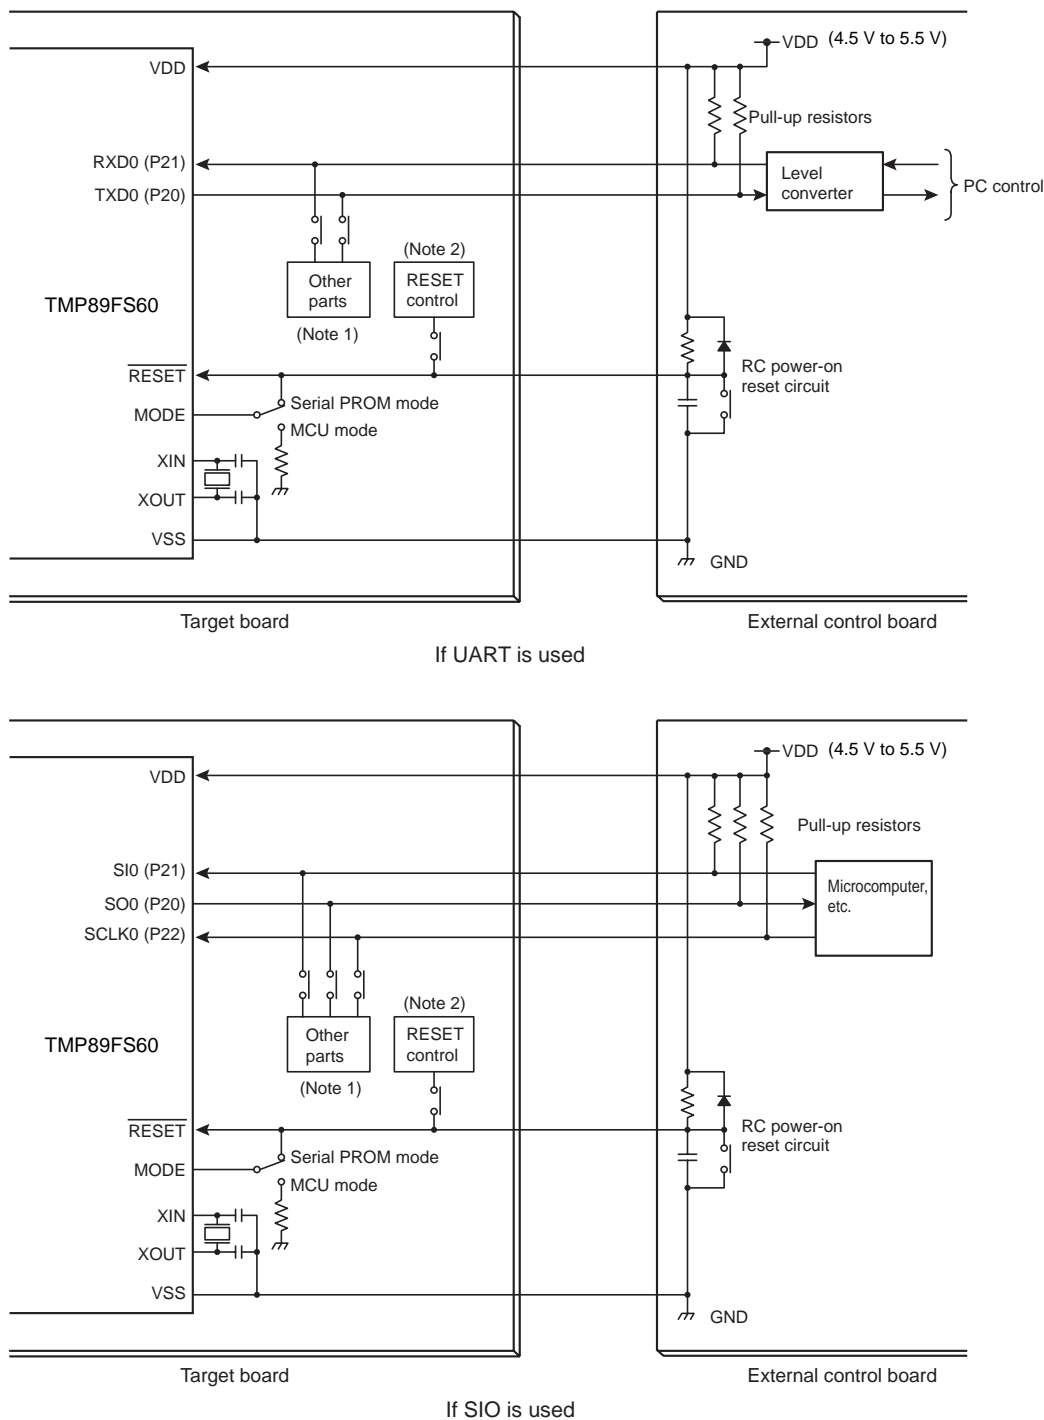 VDD (4.5 V to 5.5 V)
VDD
Pull-up resistors
RXD0 (P21)
TXD0 (P20)
Level
converter
PC control
(Note 2)
Other
parts
RESET
control
TMP89FS60
(Note 1)
RESET
RC power-on
reset circuit
Serial PROM mode
MODE
MCU mode
XIN
XOUT
VSS
GND
Target board
External control board
If UART is used
VDD (4.5 V to 5.5 V)
VDD
Pull-up resistors
SI0 (P21)
SO0 (P20)
SCLK0 (P22)
Microcomputer,
etc.
(Note 2)
Other
parts
RESET
control
TMP89FS60
(Note 1)
RESET
RC power-on
reset circuit
Serial PROM mode
MODE
MCU mode
XIN
XOUT
VSS
GND
Target board
External control board
If SIO is used